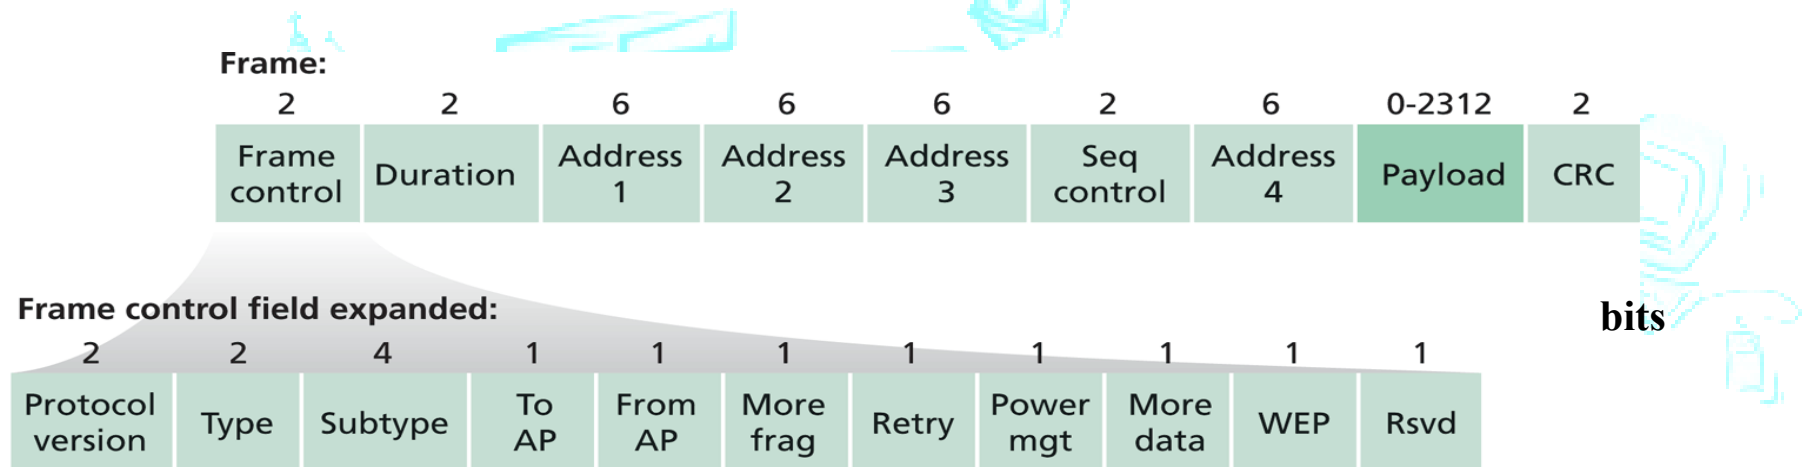 Frame:
2 2 6 6 6 2 6 0-2312 2
Frame control Duration Address 1 Address 2 Address 3 Seq control Address 4 Payload CRC
Frame control field expanded:
bits
2 2 4 1 1 1 1 1 1 1 1
Protocol version Type Subtype To AP From AP More frag Retry Power mgt More data WEP Rsvd